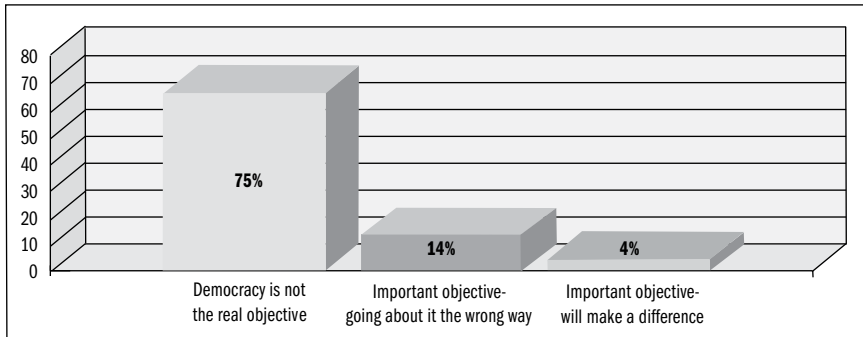 80
70
60
50
40
30
20
10
0
75%
14%
4%
Democracy is not
the real objective
Important objective-
going about it the wrong way
Important objective-
will make a difference